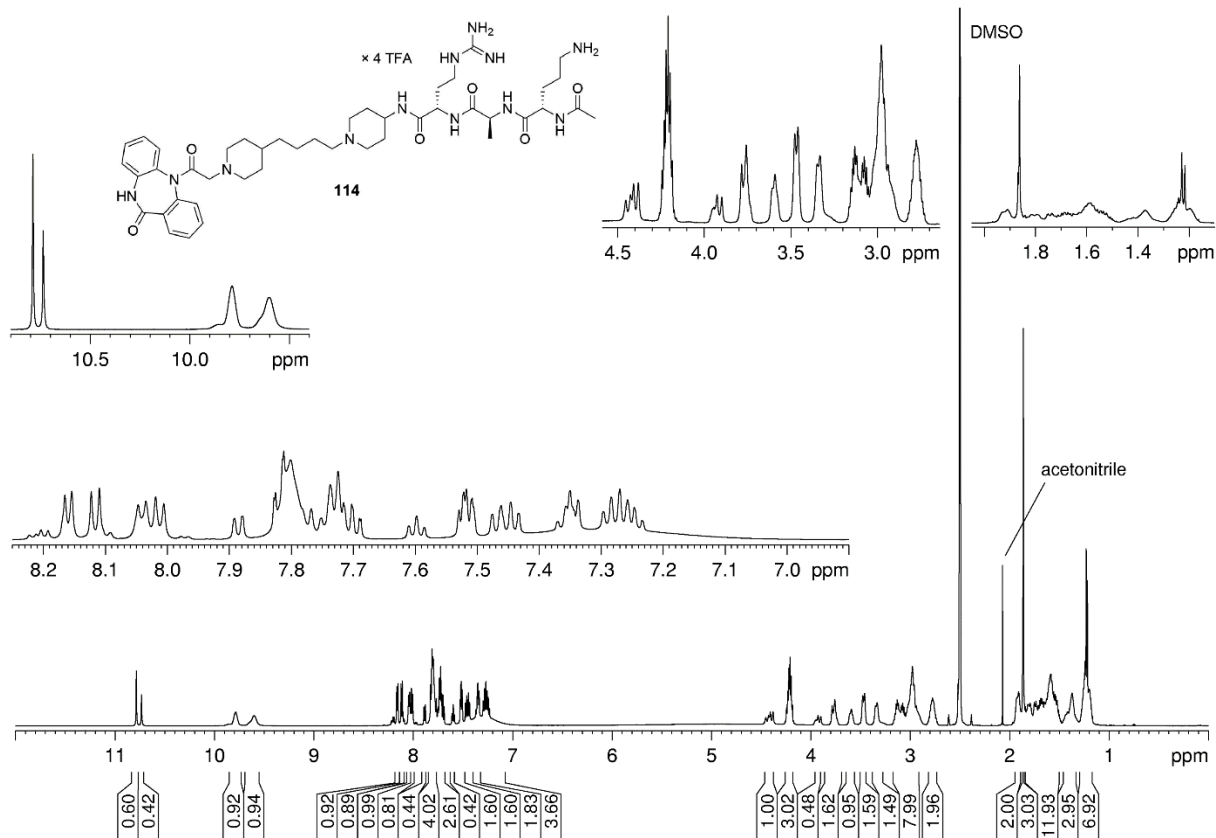 NH₂
HN
NH
NH₂
× 4 TFA
O
H
N
N
H
O
O
H
N
N
H
O
O
N
N
O
N
HN
O
114
DMSO
4.5 4.0 3.5 3.0 ppm
1.8 1.6 1.4 ppm
10.5 10.0 ppm
8.2 8.1 8.0 7.9 7.8 7.7 7.6 7.5 7.4 7.3 7.2 7.1 7.0 ppm
acetonitrile
11 10 9 8 7 6 5 4 3 2 1 ppm
0.60 0.42 0.92 0.94 0.92 0.89 0.99 0.81 0.44 4.02 2.61 0.42 1.60 1.60 1.83 3.66 1.00 3.02 0.48 1.62 0.95 1.59 1.49 7.99 1.96 2.00 3.03 11.93 2.95 6.92